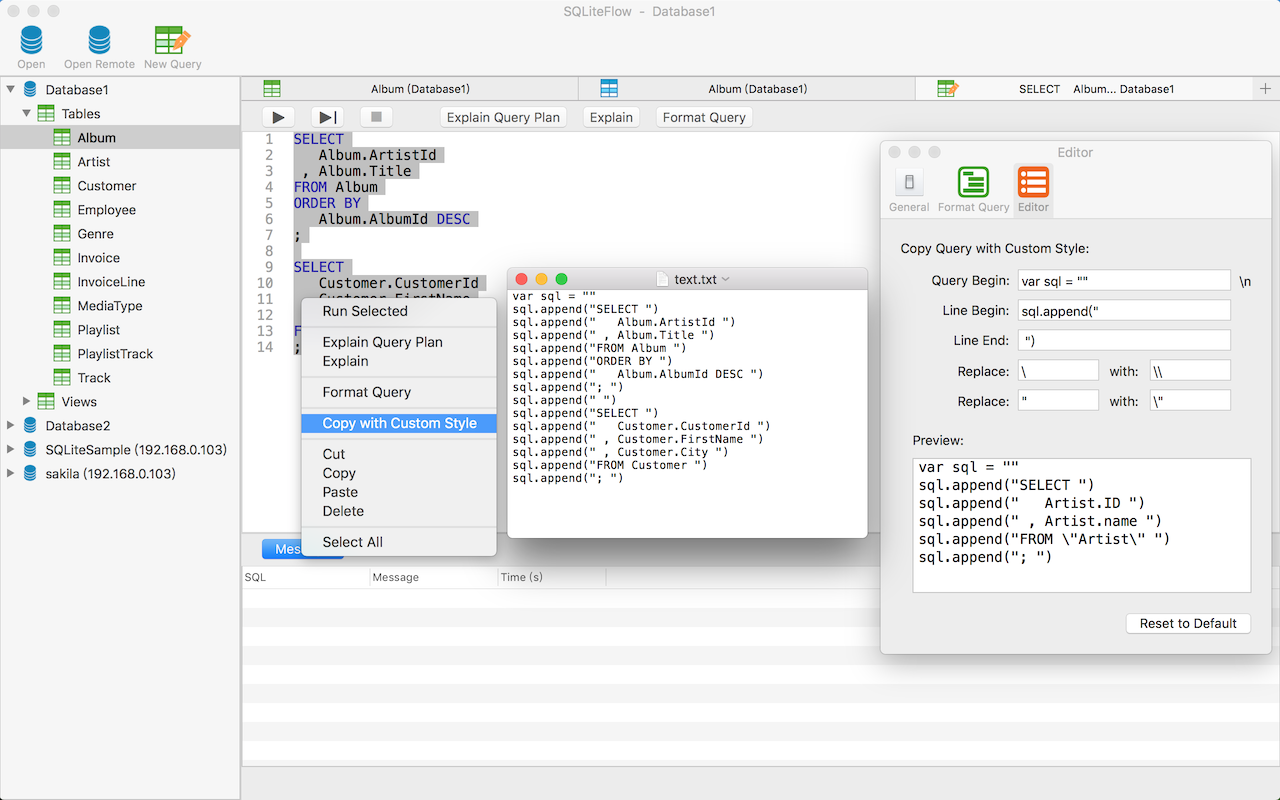 SQLiteFlow - Database1
Open
Open Remote
New Query
Database1
Tables
Album
Artist
Customer
Employee
Genre
Invoice
InvoiceLine
MediaType
Playlist
PlaylistTrack
Track
Views
Database2
SQLiteSample (192.168.0.103)
sakila (192.168.0.103)
Album (Database1)
Album (Database1)
SELECT Album... Database1
Explain Query Plan
Explain
Format Query
1 SELECT
2 Album.ArtistId
3 , Album.Title
4 FROM Album
5 ORDER BY
6 Album.AlbumId DESC
7 ;
8
9 SELECT
10 Customer.CustomerId
11
12
13 F
14 ;
Run Selected
Explain Query Plan
Explain
Format Query
Copy with Custom Style
Cut
Copy
Paste
Delete
Select All
text.txt
var sql = ""
sql.append("SELECT ")
sql.append("   Album.ArtistId ")
sql.append(" , Album.Title ")
sql.append("FROM Album ")
sql.append("ORDER BY ")
sql.append("   Album.AlbumId DESC ")
sql.append("; ")
sql.append(" ")
sql.append("SELECT ")
sql.append("   Customer.CustomerId ")
sql.append(" , Customer.FirstName ")
sql.append(" , Customer.City ")
sql.append("FROM Customer ")
sql.append("; ")
Mes
SQL
Message
Time (s)
Editor
General
Format Query
Editor
Copy Query with Custom Style:
Query Begin: var sql = "" \n
Line Begin: sql.append("
Line End: ")
Replace: \ with: \\
Replace: " with: \"
Preview:
var sql = ""
sql.append("SELECT ")
sql.append("   Artist.ID ")
sql.append(" , Artist.name ")
sql.append("FROM \"Artist\" ")
sql.append("; ")
Reset to Default